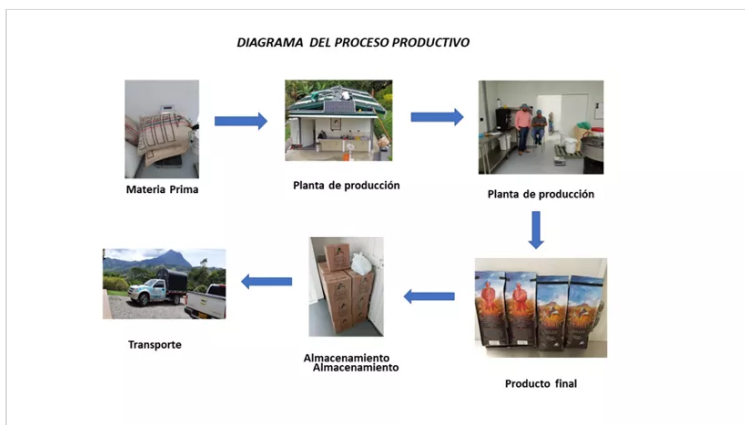 DIAGRAMA DEL PROCESO PRODUCTIVO
Materia Prima
Planta de producción
Planta de producción
Producto final
Almacenamiento
Almacenamiento
Transporte